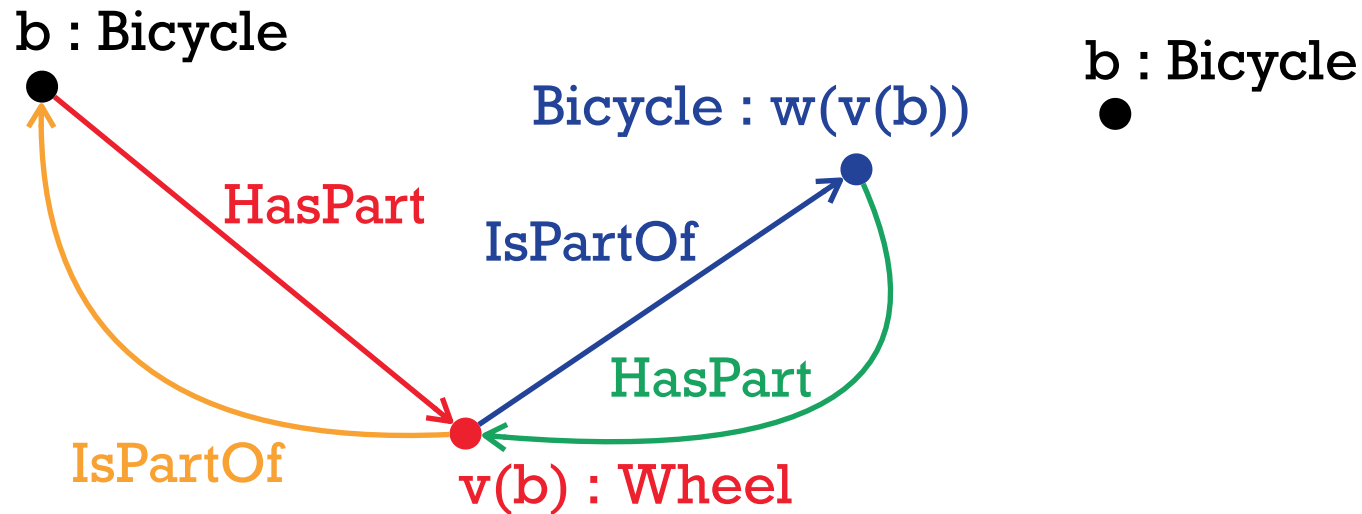 b : Bicycle
b : Bicycle
Bicycle : w(v(b))
HasPart
IsPartOf
HasPart
IsPartOf
v(b) : Wheel